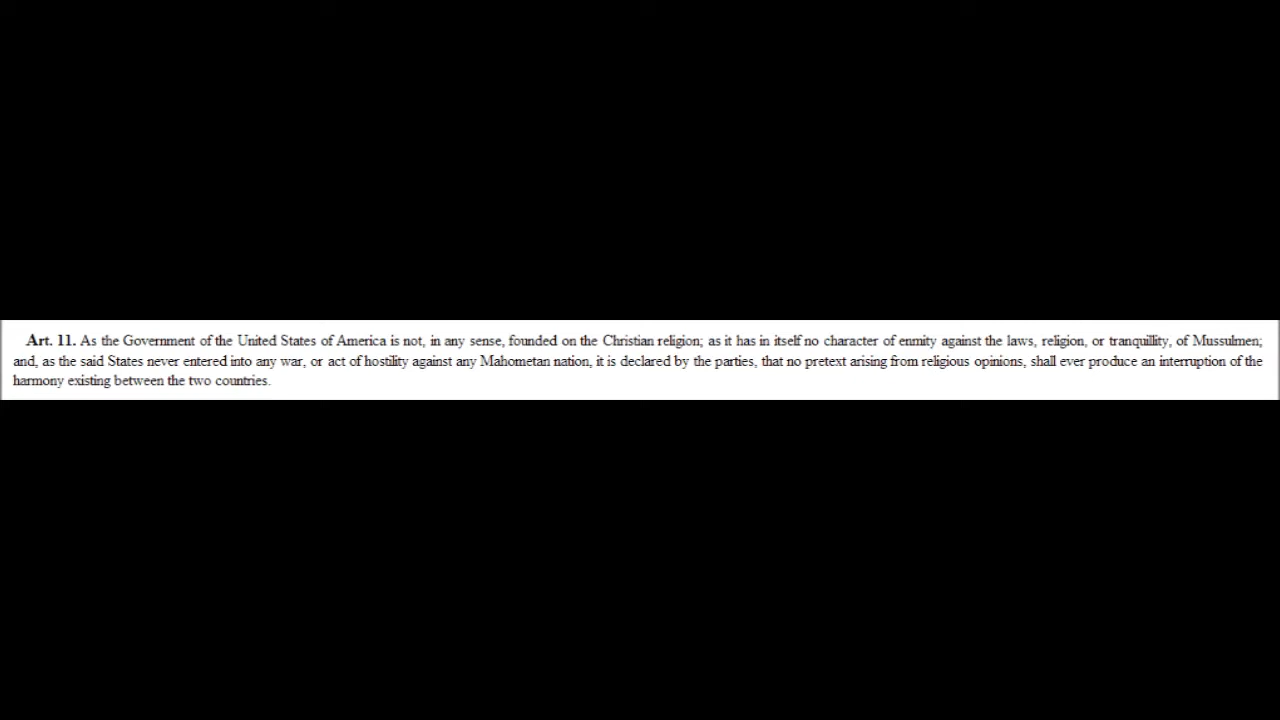 Art. 11. As the Government of the United States of America is not, in any sense, founded on the Christian religion; as it has in itself no character of enmity against the laws, religion, or tranquillity, of Mussulmen;
and, as the said States never entered into any war, or act of hostility against any Mahometan nation, it is declared by the parties, that no pretext arising from religious opinions, shall ever produce an interruption of the
harmony existing between the two countries.